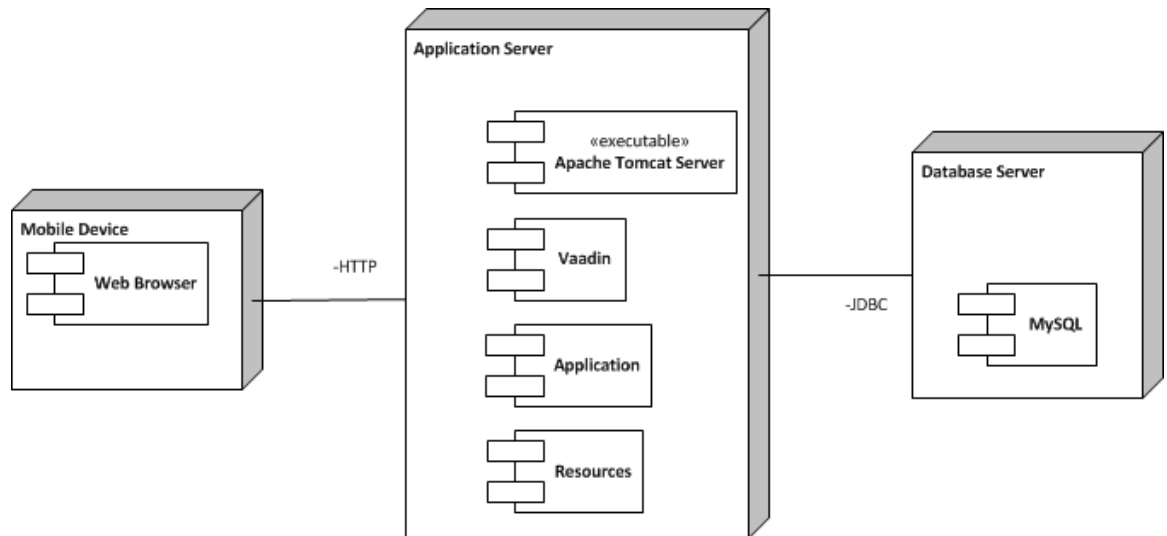 Application Server
«executable»
Apache Tomcat Server
Database Server
Mobile Device
Web Browser
-HTTP
Vaadin
-JDBC
MySQL
Application
Resources